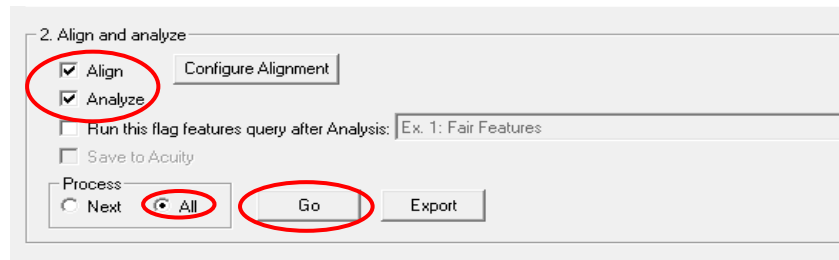 2. Align and analyze
Align Configure Alignment
Analyze
Run this flag features query after Analysis: Ex. 1: Fair Features
Save to Acuity
Process
Next All Go Export